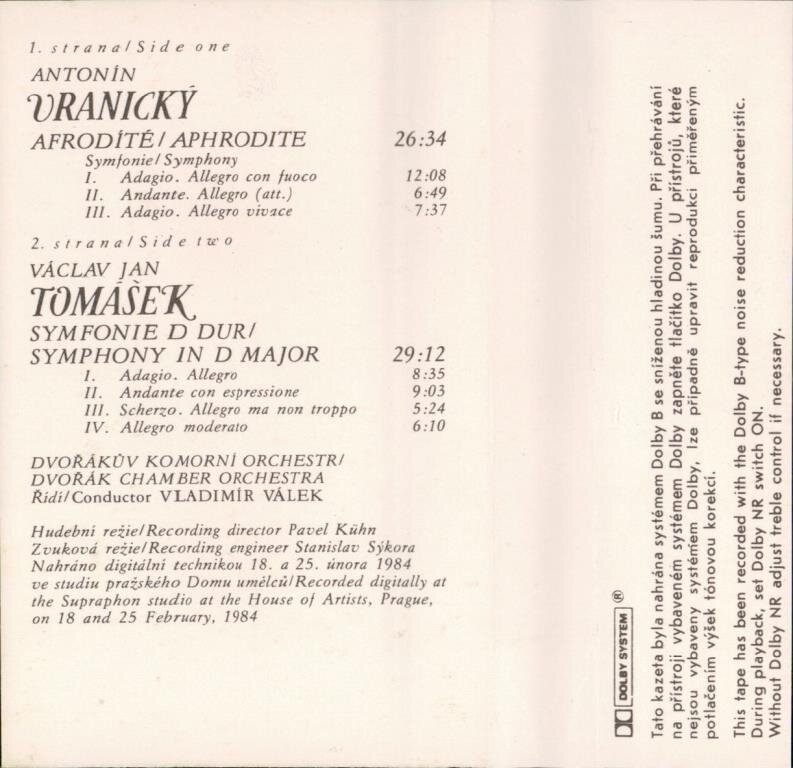 1. strana/Side one
ANTONÍN
VRANICKÝ
AFRODÍTÉ/APHRODITE 26:34
Symfonie/Symphony
I. Adagio. Allegro con fuoco 12:08
II. Andante. Allegro (att.) 6:49
III. Adagio. Allegro vivace 7:37
2. strana/Side two
VÁCLAV JAN
TOMÁŠEK
SYMFONIE D DUR/
SYMPHONY IN D MAJOR 29:12
I. Adagio. Allegro 8:35
II. Andante con espressione 9:03
III. Scherzo. Allegro ma non troppo 5:24
IV. Allegro moderato 6:10
DVOŘÁKŮV KOMORNÍ ORCHESTR/
DVOŘÁK CHAMBER ORCHESTRA
Řídí/Conductor VLADIMÍR VÁLEK
Hudební režie/Recording director Pavel Kühn
Zvuková režie/Recording engineer Stanislav Sýkora
Nahráno digitální technikou 18. a 25. února 1984
ve studiu pražského Domu umělců/Recorded digitally at
the Supraphon studio at the House of Artists, Prague,
on 18 and 25 February, 1984
DOLBY SYSTEM ®
Tato kazeta byla nahrána systémem Dolby B se sníženou hladinou šumu. Při přehrávání
na přístroji vybaveném systémem Dolby zapněte tlačítko Dolby. U přístrojů, které
nejsou vybaveny systémem Dolby, lze případně upravit reprodukci přiměřeným
potlačením výšek tónovou korekcí.
This tape has been recorded with the Dolby B-type noise reduction characteristic.
During playback, set Dolby NR switch ON.
Without Dolby NR adjust treble control if necessary.